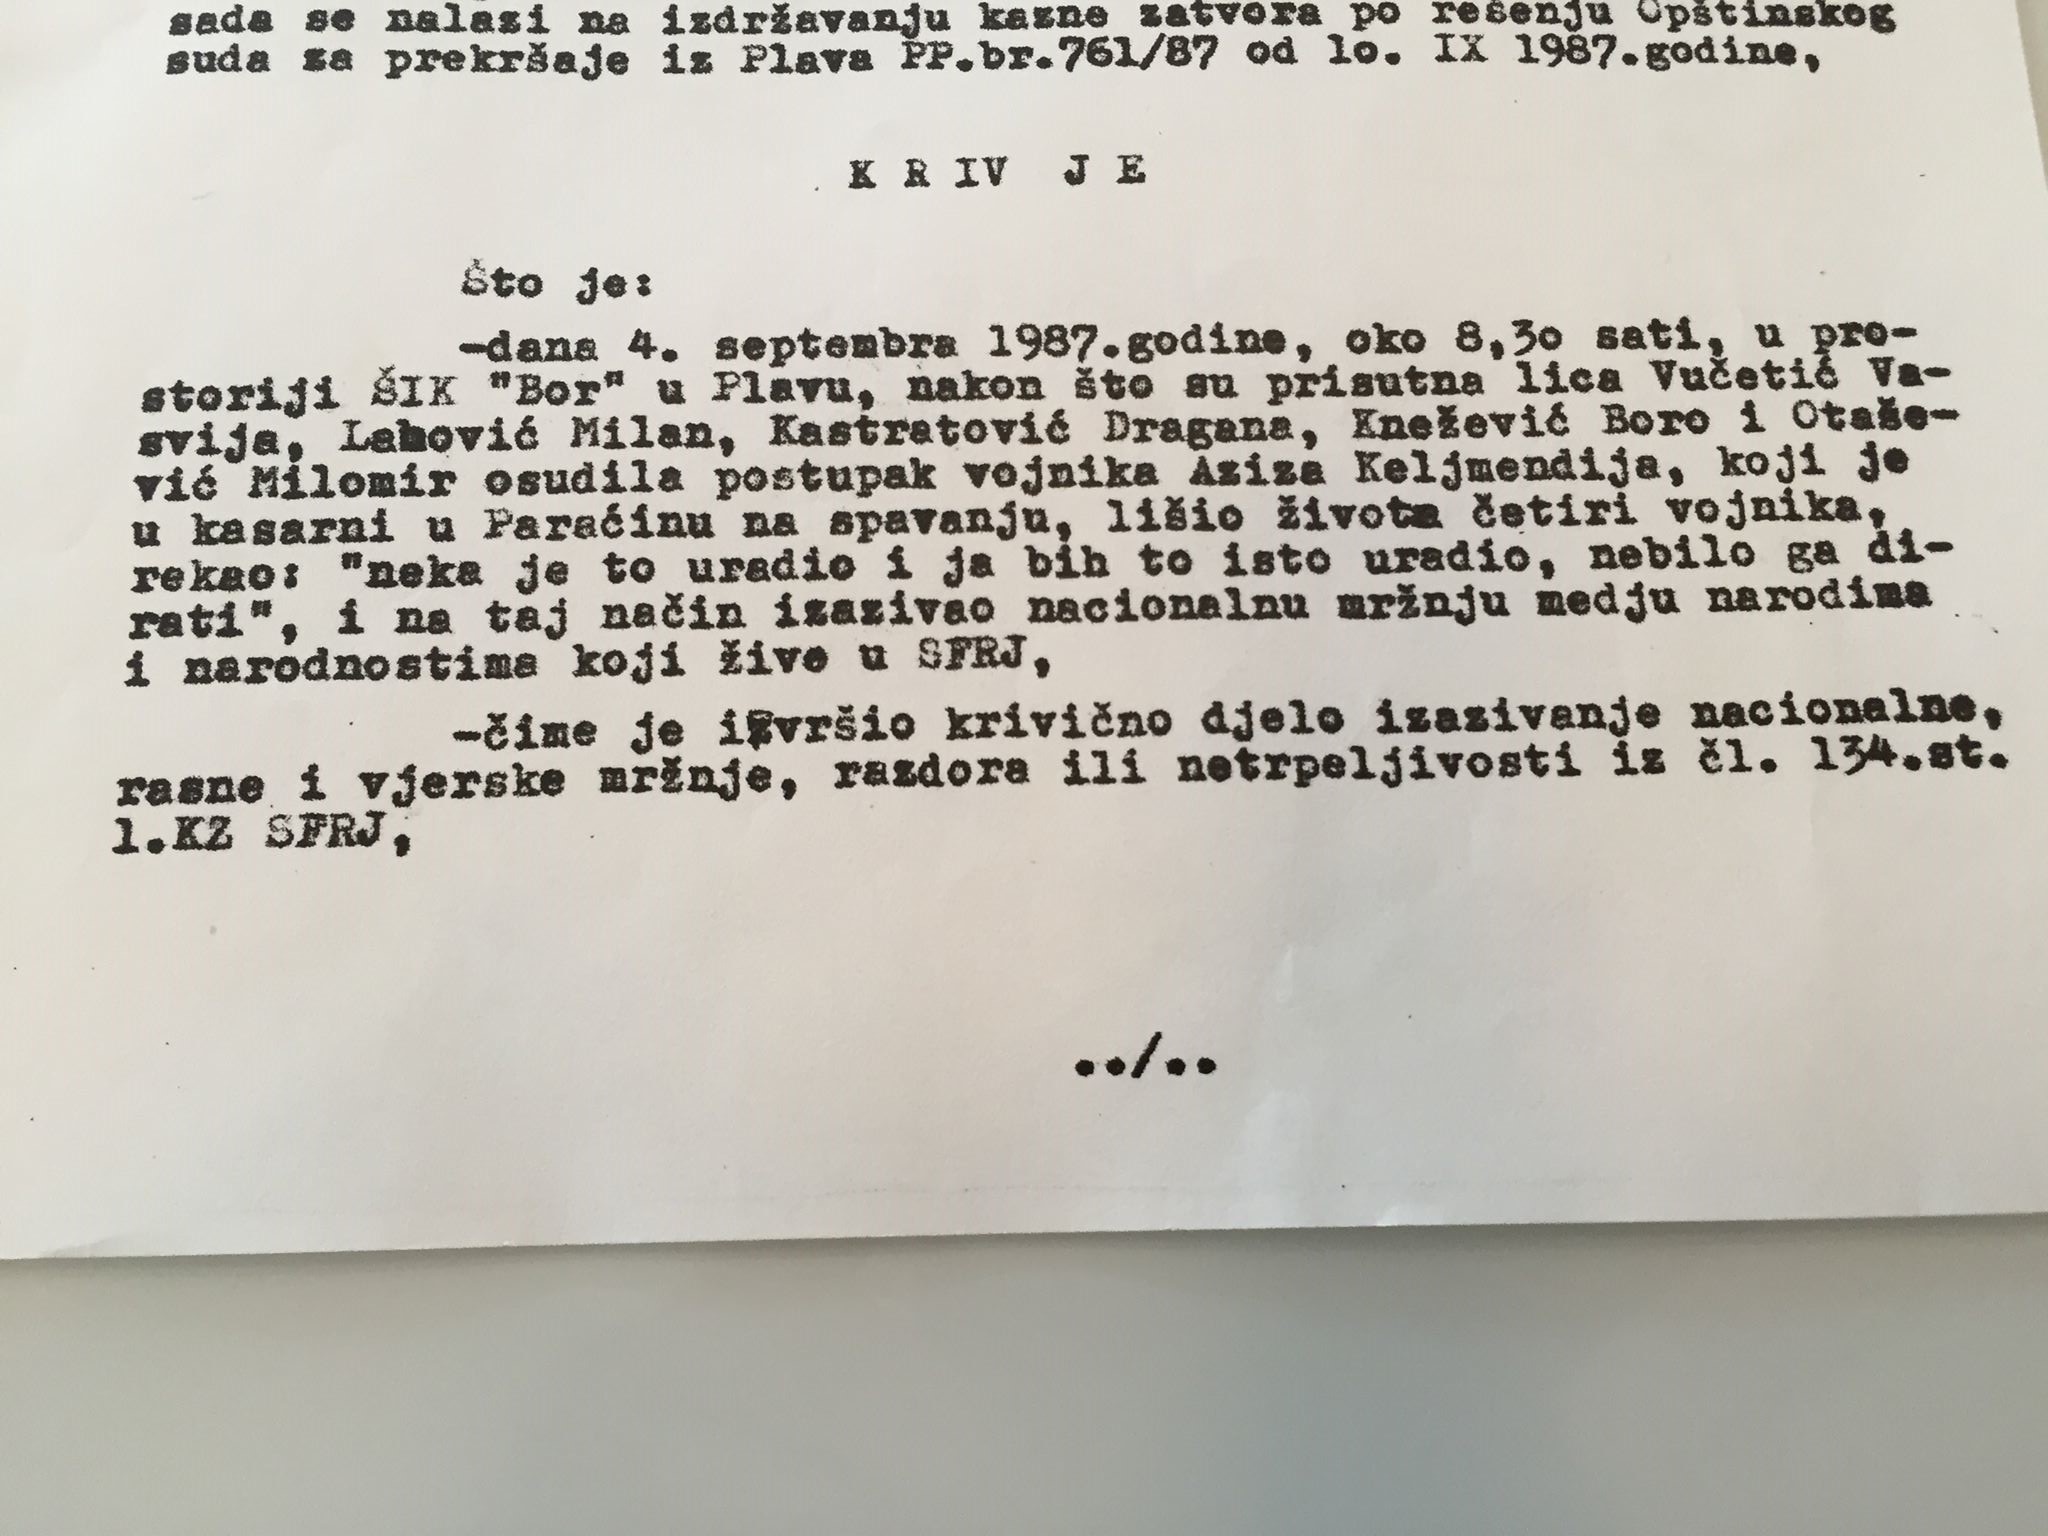 sada se nalazi na izdržavanju kazne zatvora po rešenju Opštinskog
suda za prekršaje iz Plava PP.br.761/87 od lo. IX 1987.godine,
K R IV J E
Što je:
-dana 4. septembra 1987.godine, oko 8,3o sati, u pro-
storiji ŠIK "Bor" u Plavu, nakon što su prisutna lica Vučetić Va-
svija, Lahović Milan, Kastratović Dragana, Knežević Boro i Otaše-
vić Milomir osudila postupak vojnika Aziza Keljmendija, koji je
u kasarni u Paraćinu na spavanju, lišio života četiri vojnika,
rekao: "neka je to uradio i ja bih to isto uradio, nebilo ga di-
rati", i na taj način izazivao nacionalnu mržnju medju narodima
i narodnostima koji žive u SFRJ,
-čime je izvršio krivično djelo izazivanje nacionalne,
rasne i vjerske mržnje, razdora ili netrpeljivosti iz čl. 134.st.
l.KZ SFRJ,
../..